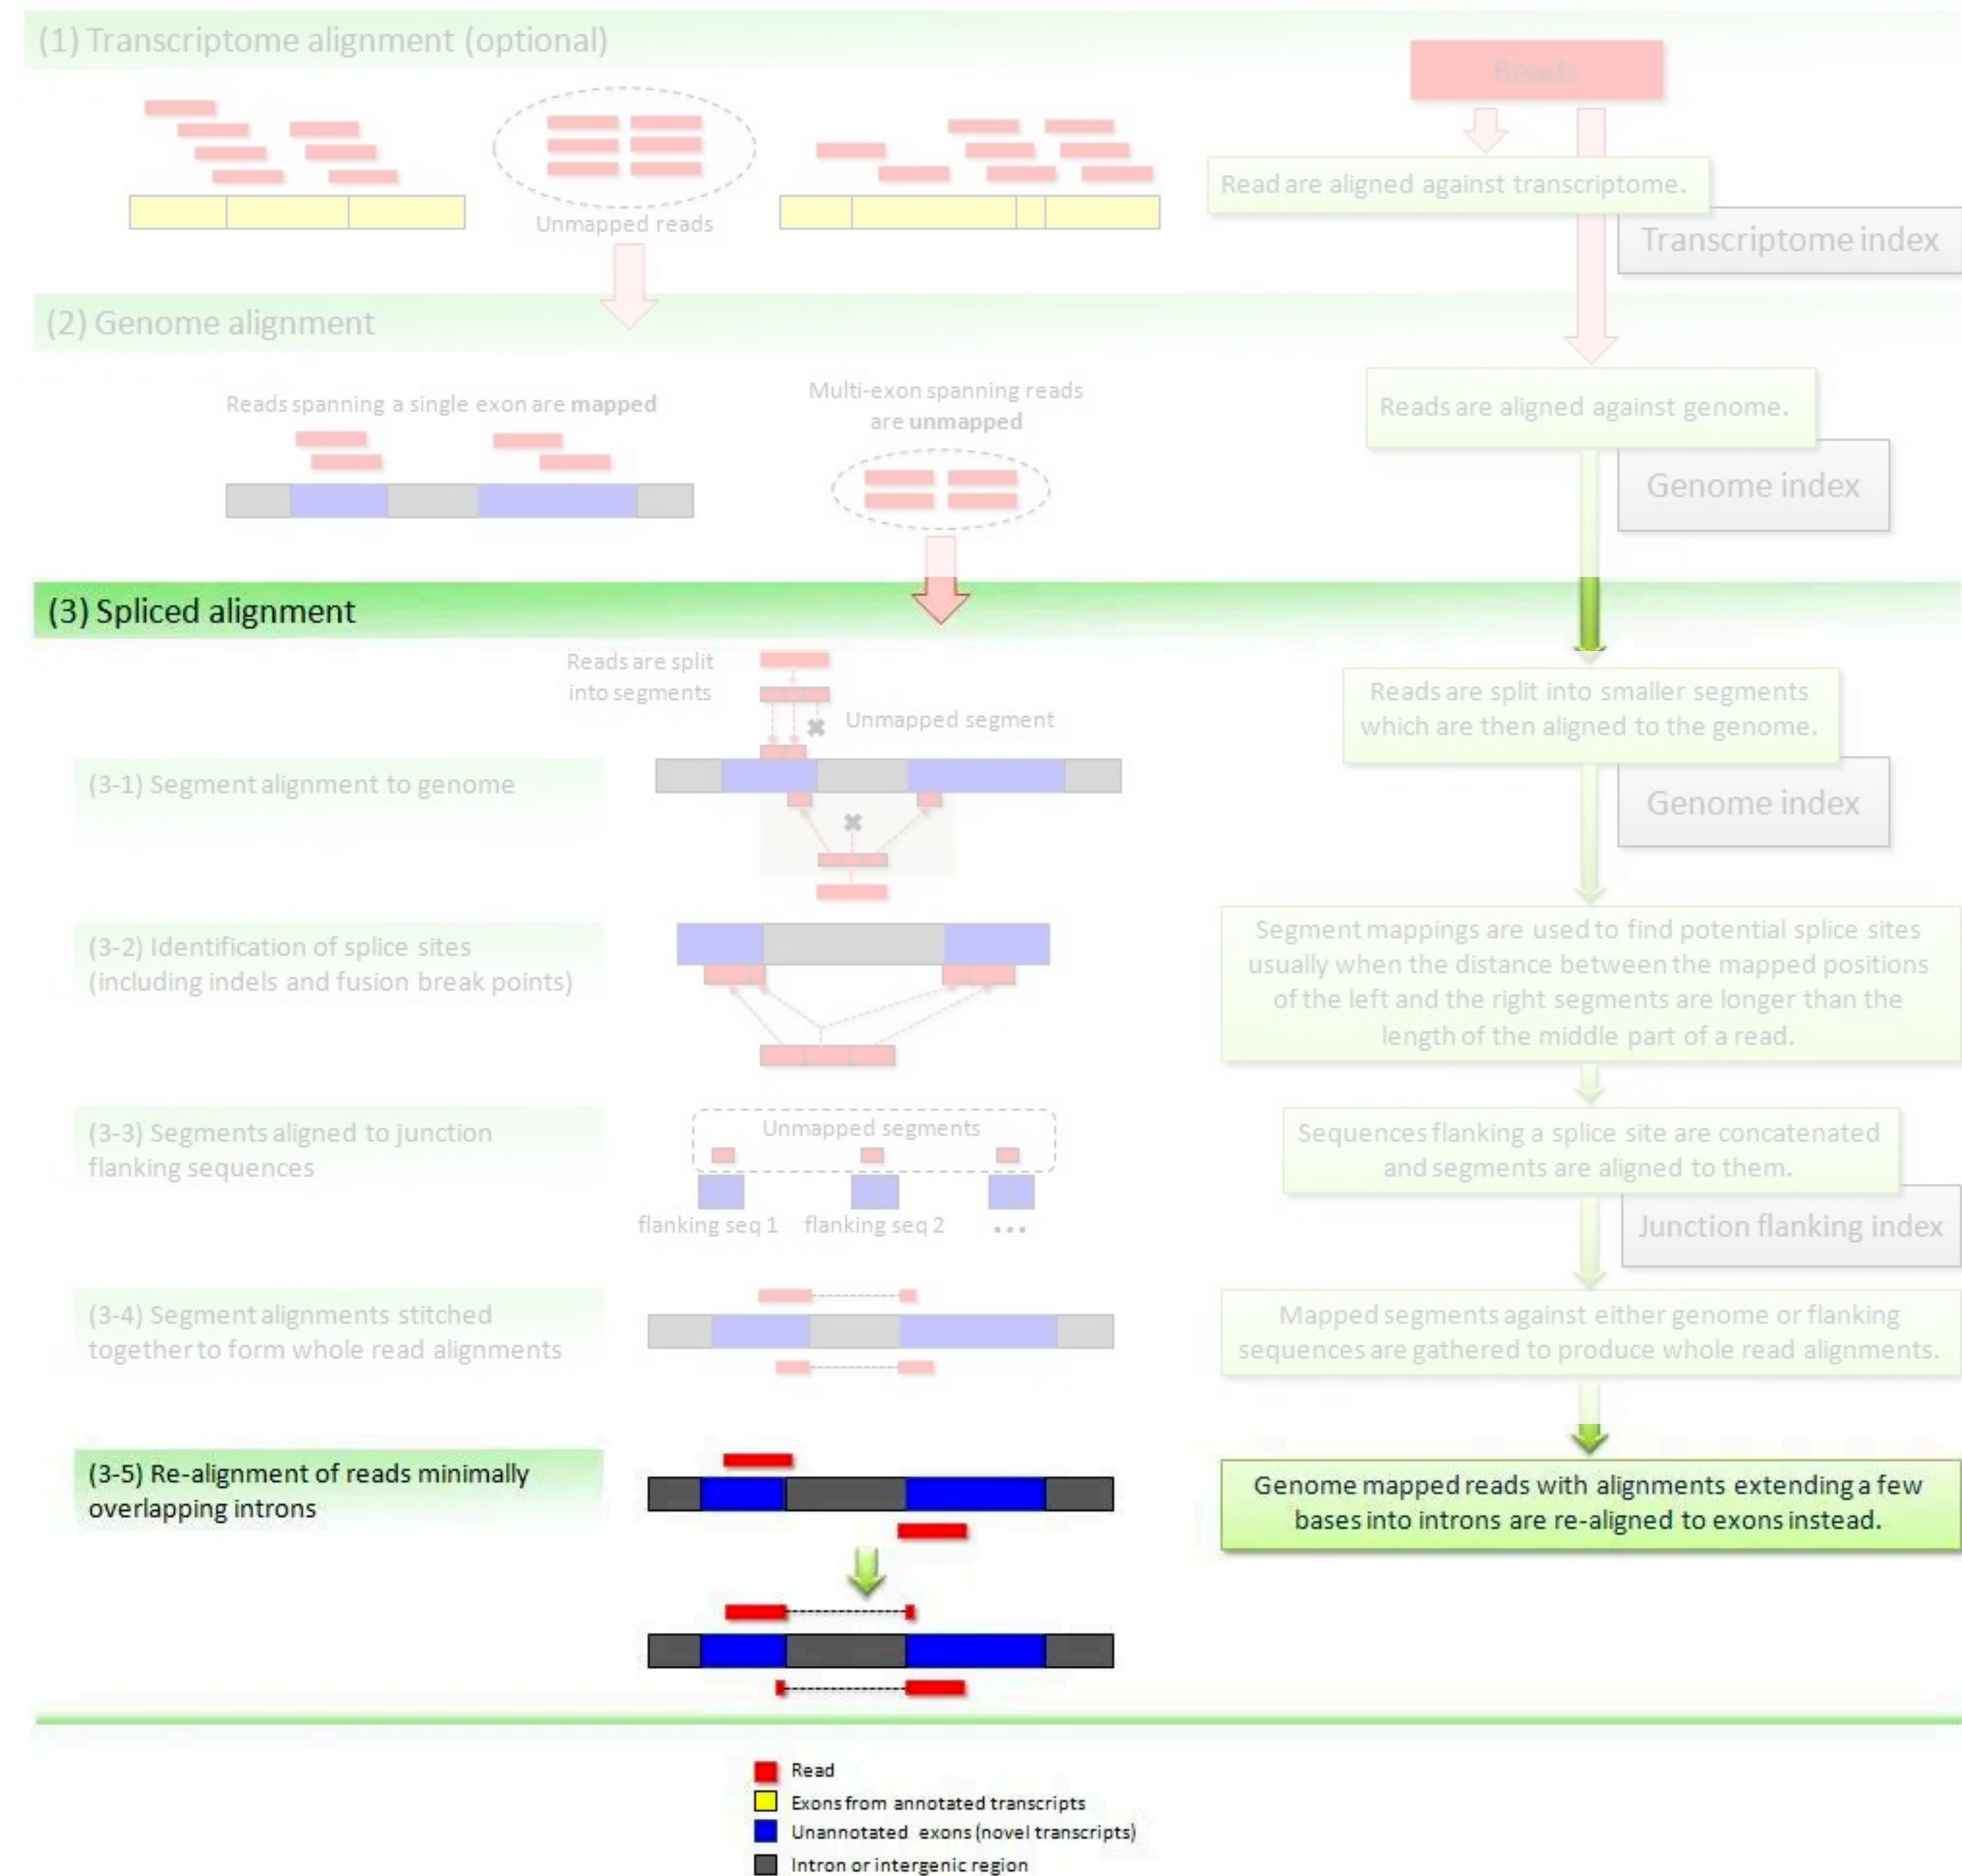 (1) Transcriptome alignment (optional)
Reads
Read are aligned against transcriptome.
Unmapped reads
Transcriptome index
(2) Genome alignment
Reads spanning a single exon are mapped
Multi-exon spanning reads
are unmapped
Reads are aligned against genome.
Genome index
(3) Spliced alignment
Reads are split
into segments
Unmapped segment
Reads are split into smaller segments
which are then aligned to the genome.
(3-1) Segment alignment to genome
Genome index
(3-2) Identification of splice sites
(including indels and fusion break points)
Segment mappings are used to find potential splice sites
usually when the distance between the mapped positions
of the left and the right segments are longer than the
length of the middle part of a read.
(3-3) Segments aligned to junction
flanking sequences
Unmapped segments
flanking seq 1 flanking seq 2 ...
Sequences flanking a splice site are concatenated
and segments are aligned to them.
Junction flanking index
(3-4) Segment alignments stitched
together to form whole read alignments
Mapped segments against either genome or flanking
sequences are gathered to produce whole read alignments.
(3-5) Re-alignment of reads minimally
overlapping introns
Genome mapped reads with alignments extending a few
bases into introns are re-aligned to exons instead.
Read
Exons from annotated transcripts
Unannotated exons (novel transcripts)
Intron or intergenic region